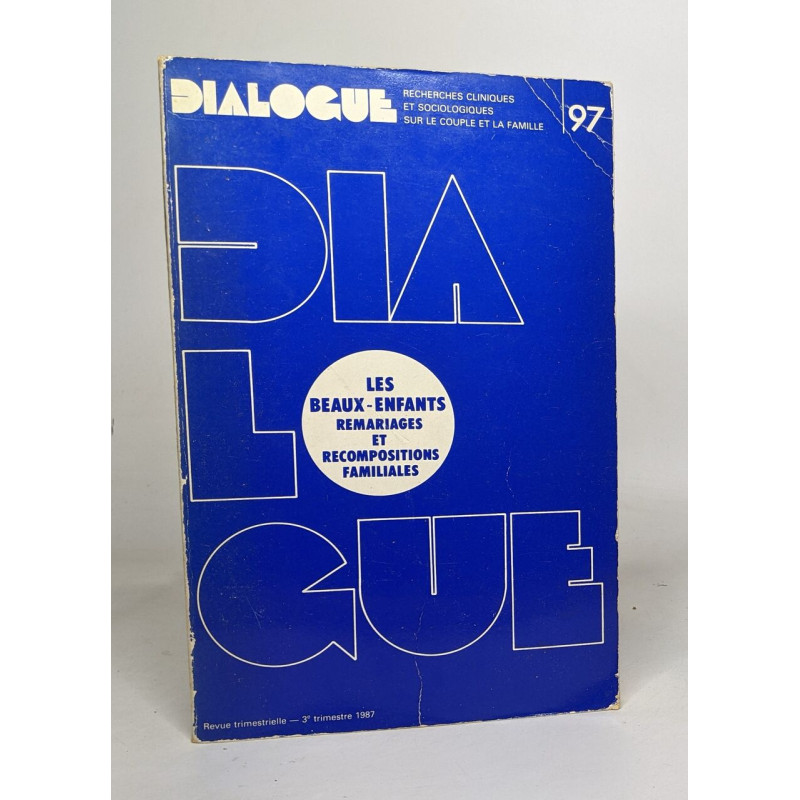 DIALOGUE
RECHERCHES CLINIQUES
ET SOCIOLOGIQUES
SUR LE COUPLE ET LA FAMILLE
97
DIA
LO
GUE
LES
BEAUX-ENFANTS
REMARIAGES
ET
RECOMPOSITIONS
FAMILIALES
Revue trimestrielle — 3e trimestre 1987